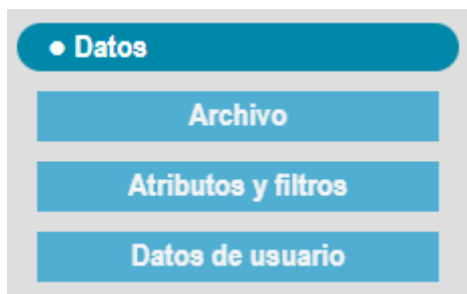 ● Datos
Archivo
Atributos y filtros
Datos de usuario